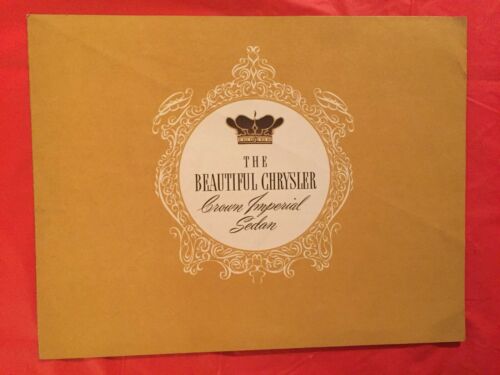 THE
BEAUTIFUL CHRYSLER
Crown Imperial
Sedan